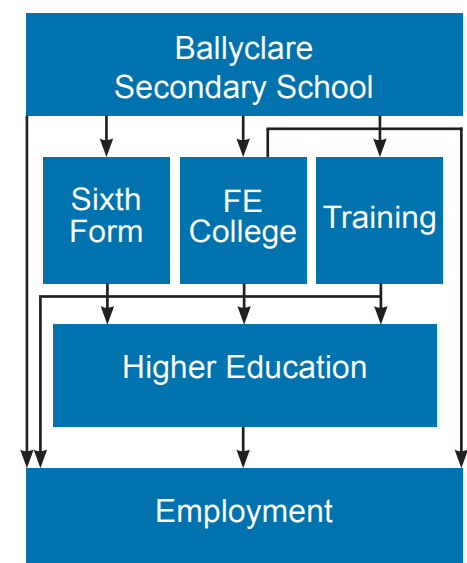 Ballyclare
Secondary School
Sixth
Form
FE
College
Training
Higher Education
Employment